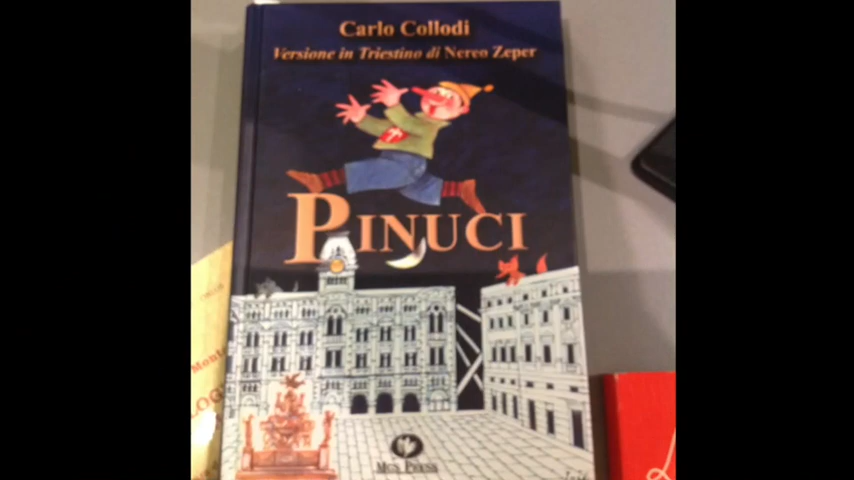 Carlo Collodi
Versione in Triestino di Nereo Zeper
PINUCI
MGS PRESS